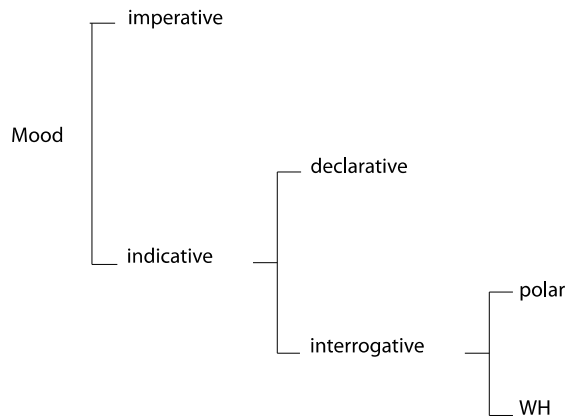 imperative
Mood
declarative
indicative
polar
interrogative
WH